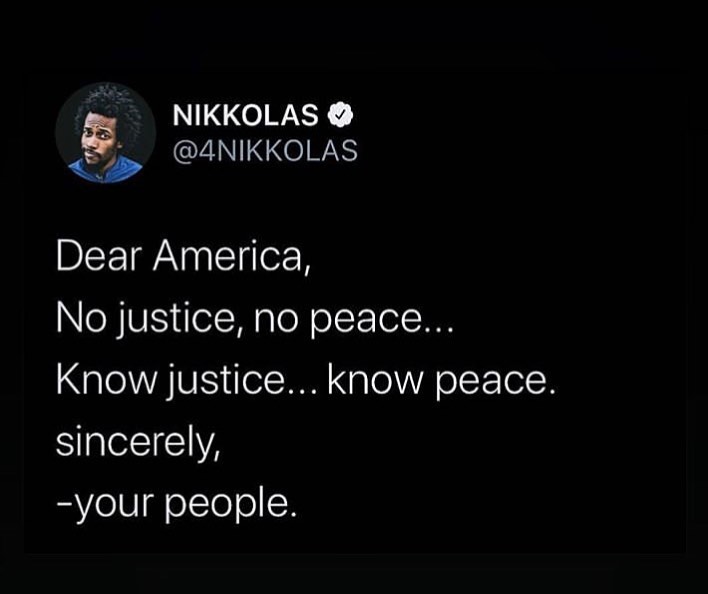 NIKKOLAS
@4NIKKOLAS
Dear America,
No justice, no peace...
Know justice... know peace.
sincerely,
-your people.